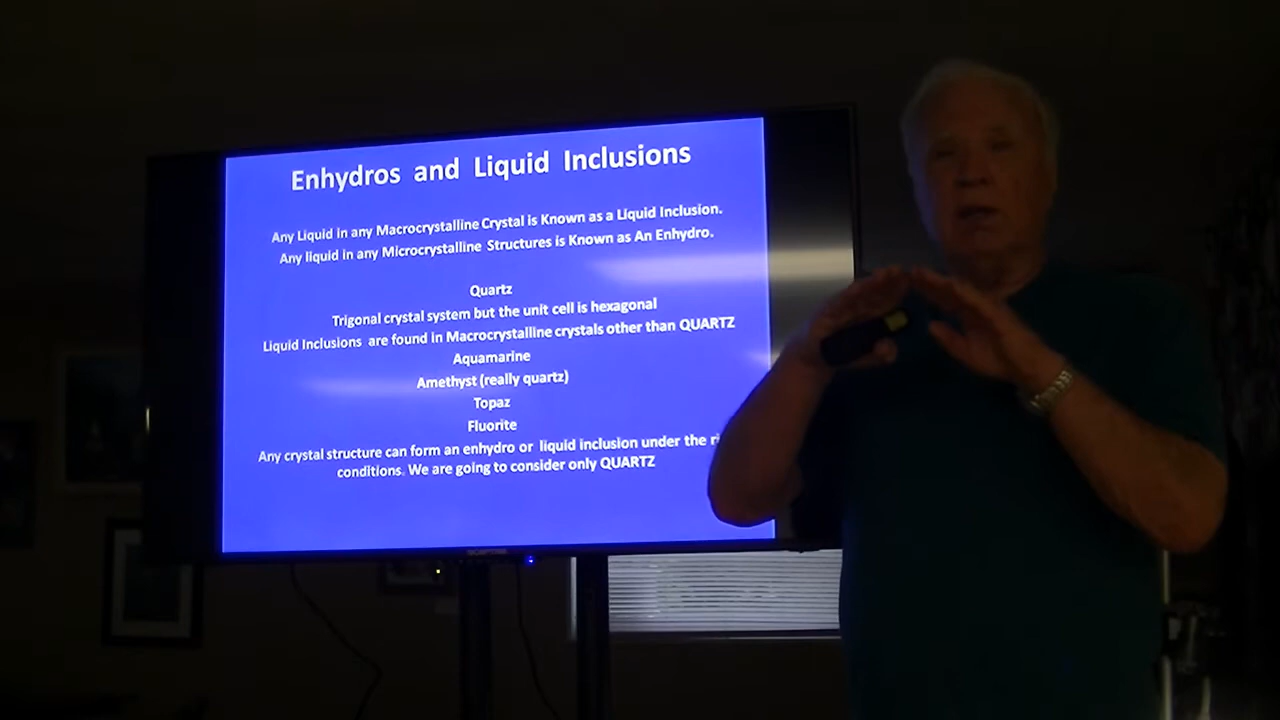 Enhydros and Liquid Inclusions
Any Liquid in any Macrocrystalline Crystal is Known as a Liquid Inclusion.
Any liquid in any Microcrystalline Structures is Known as An Enhydro.
Quartz
Trigonal crystal system but the unit cell is hexagonal
Liquid Inclusions are found in Macrocrystalline crystals other than QUARTZ
Aquamarine
Amethyst (really quartz)
Topaz
Fluorite
Any crystal structure can form an enhydro or liquid inclusion under the
conditions. We are going to consider only QUARTZ